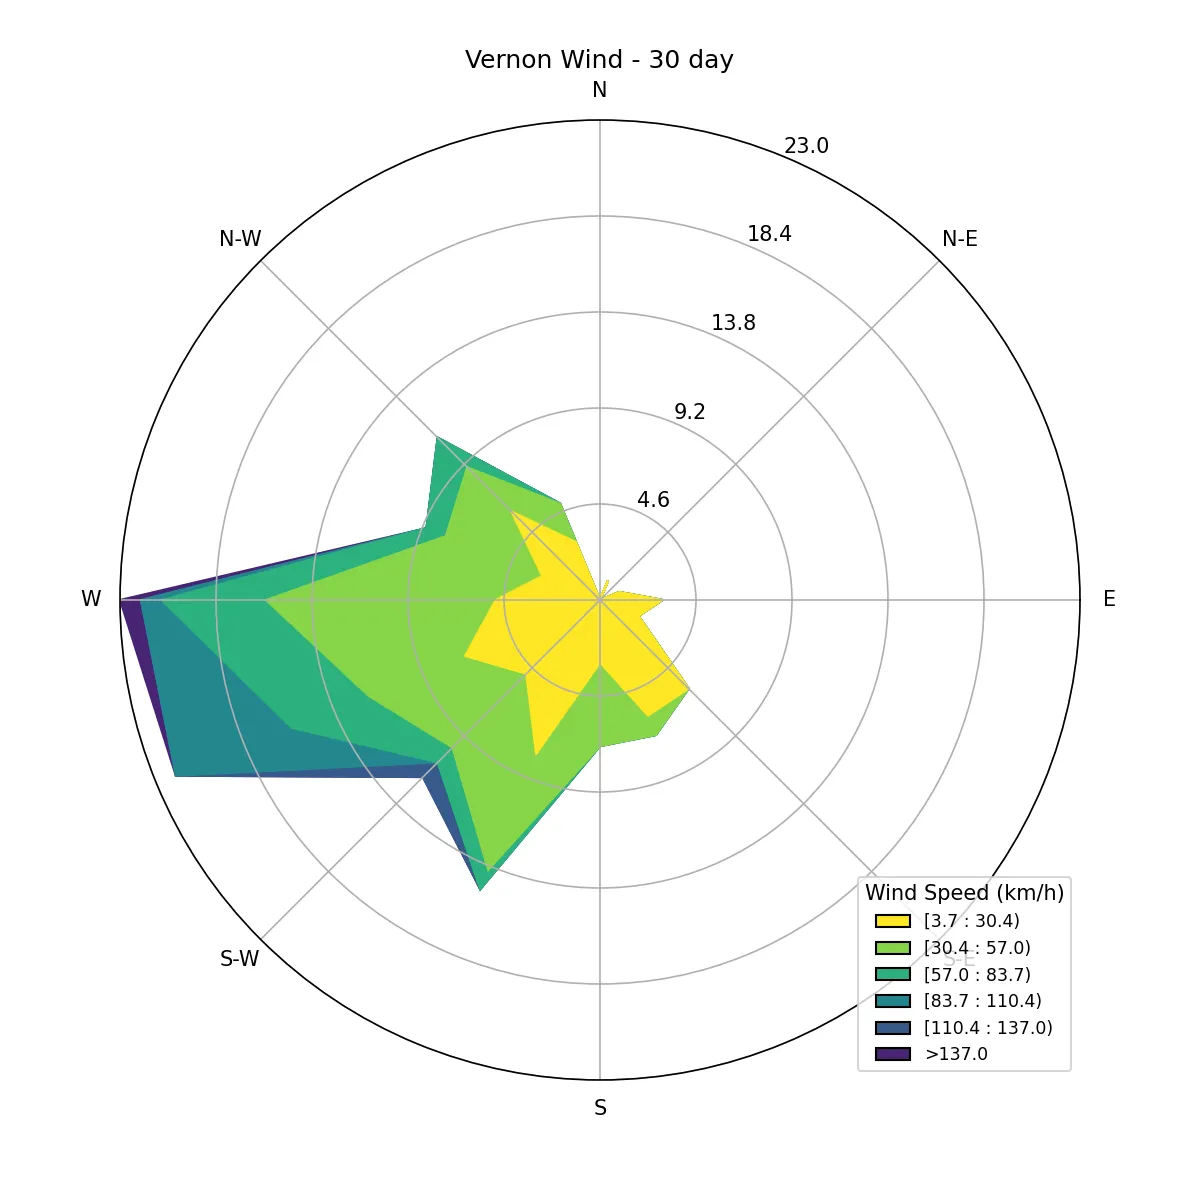 Vernon Wind - 30 day
N
23.0
18.4
N-W
N-E
13.8
9.2
4.6
W
E
S-W
S-E
S
Wind Speed (km/h)
[3.7 : 30.4)
[30.4 : 57.0)
[57.0 : 83.7)
[83.7 : 110.4)
[110.4 : 137.0)
>137.0